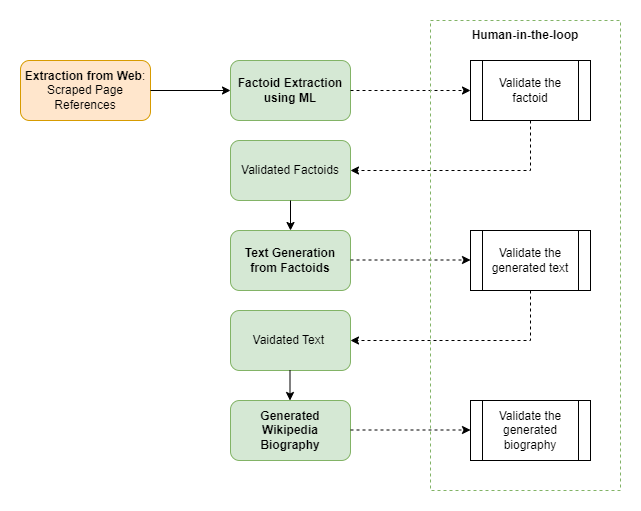 Human-in-the-loop
Extraction from Web:
Scraped Page
References
Factoid Extraction
using ML
Validate the
factoid
Validated Factoids
Text Generation
from Factoids
Validate the
generated text
Vaidated Text
Generated
Wikipedia
Biography
Validate the
generated
biography